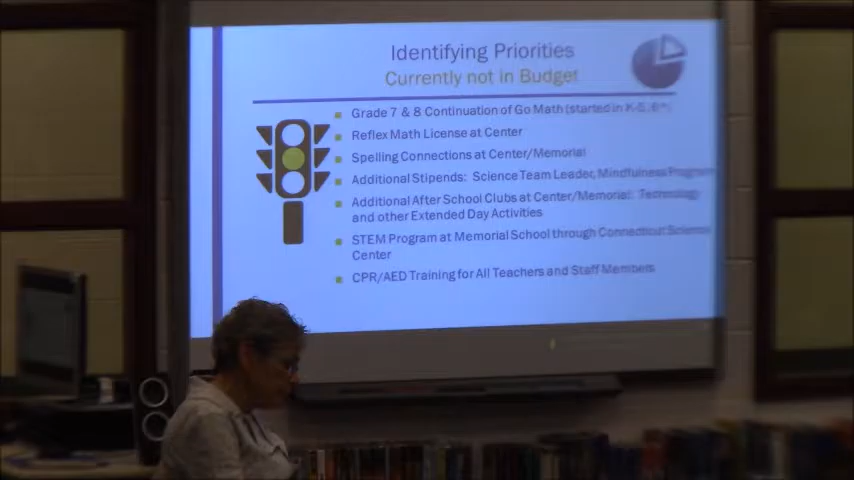 Identifying Priorities
Currently not in Budget
Grade 7 & 8 Continuation of Go Math (started in K-5, 6th)
Reflex Math License at Center
Spelling Connections at Center/Memorial
Additional Stipends: Science Team Leader, Mindfulness Program
Additional After School Clubs at Center/Memorial: Technology
and other Extended Day Activities
STEM Program at Memorial School through Connecticut Science
Center
CPR/AED Training for All Teachers and Staff Members